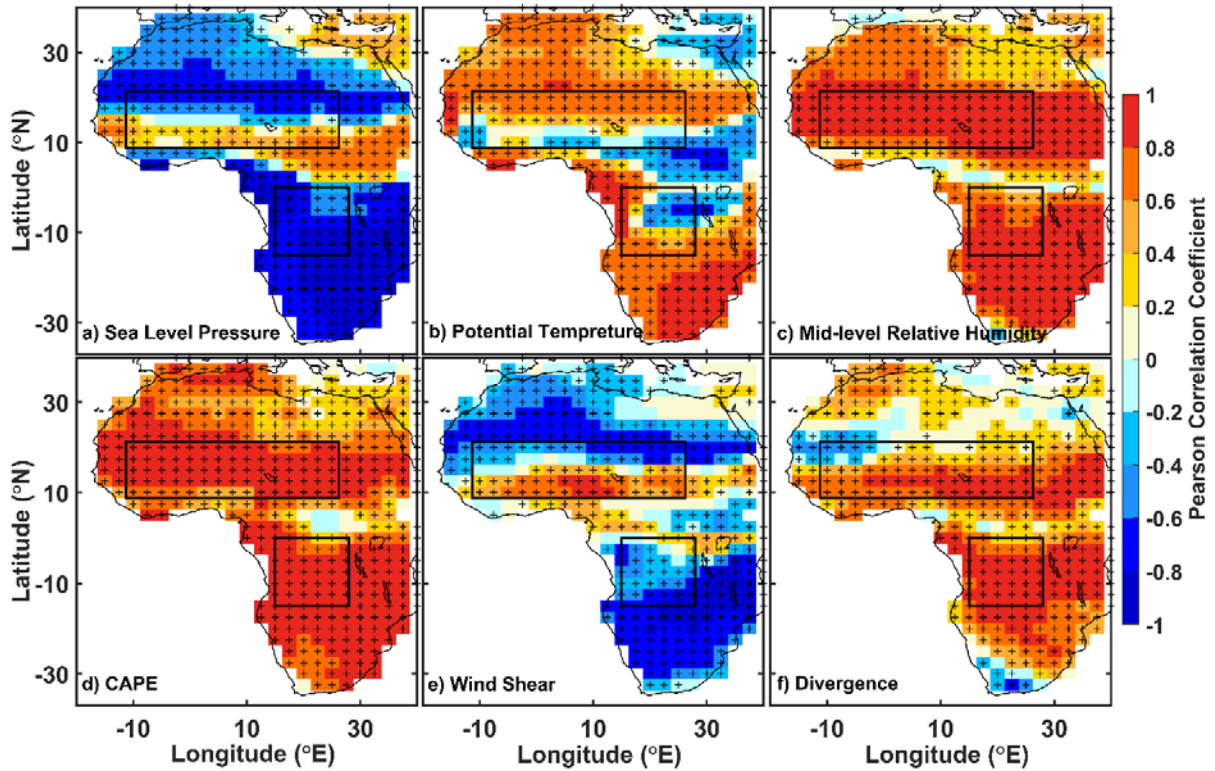 30
10
-10
-30
Latitude (°N)
a) Sea Level Pressure
b) Potential Tempreture
c) Mid-level Relative Humidity
30
10
-10
-30
Latitude (°N)
d) CAPE
e) Wind Shear
f) Divergence
-10
10
30
-10
10
30
-10
10
30
Longitude (°E)
Longitude (°E)
Longitude (°E)
1
0.8
0.6
0.4
0.2
0
-0.2
-0.4
-0.6
-0.8
-1
Pearson Correlation Coefficient